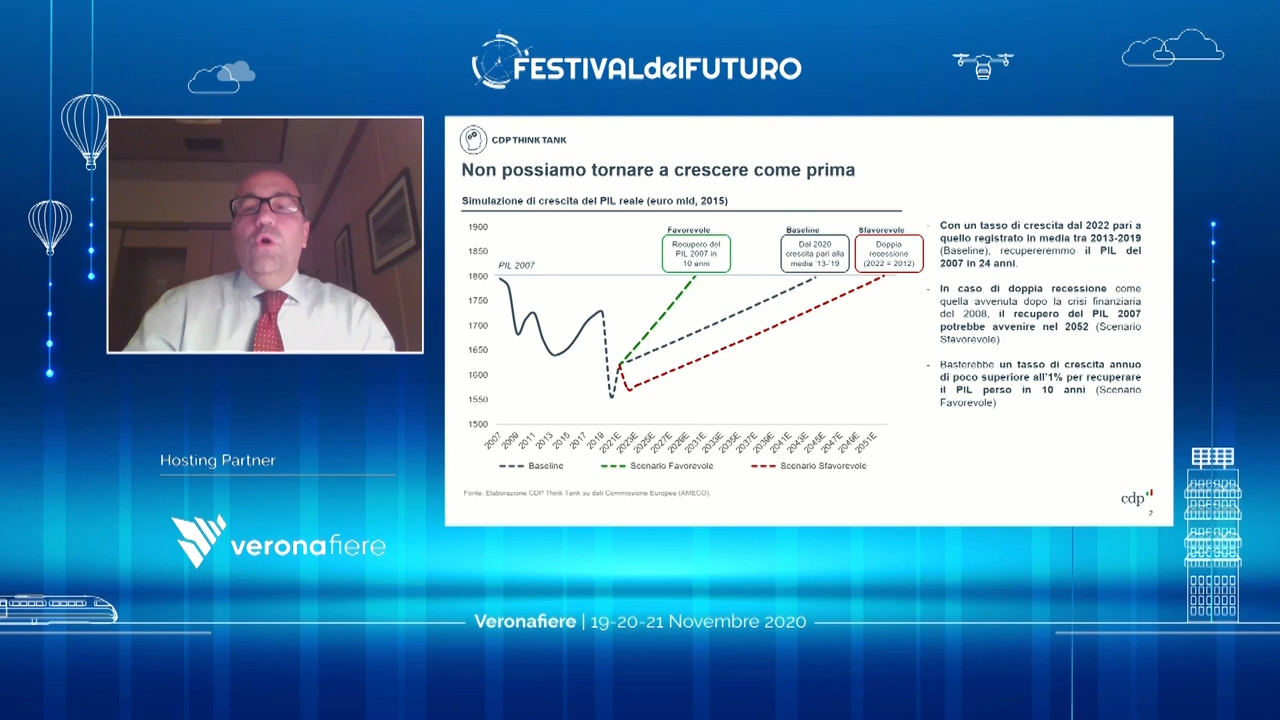 FESTIVALdelFUTURO
CDP THINK TANK
Non possiamo tornare a crescere come prima
Simulazione di crescita del PIL reale (euro mld, 2015)
1900
1850
1800
1750
1700
1650
1600
1550
1500
PIL 2007
Favorevole
Recupero del
PIL 2007 in
10 anni
Baseline
Dal 2020
crescita pari alla
media '13-'19
Sfavorevole
Doppia
recessione
(2022 = 2012)
2007
2009
2011
2013
2015
2017
2019
2021E
2023E
2025E
2027E
2029E
2031E
2033E
2035E
2037E
2039E
2041E
2043E
2045E
2047E
2049E
2051E
Baseline
Scenario Favorevole
Scenario Sfavorevole
- Con un tasso di crescita dal 2022 pari a
quello registrato in media tra 2013-2019
(Baseline), recupereremmo il PIL del
2007 in 24 anni.
- In caso di doppia recessione come
quella avvenuta dopo la crisi finanziaria
del 2008, il recupero del PIL 2007
potrebbe avvenire nel 2052 (Scenario
Sfavorevole)
- Basterebbe un tasso di crescita annuo
di poco superiore all'1% per recuperare
il PIL perso in 10 anni (Scenario
Favorevole)
Fonte: Elaborazione CDP Think Tank su dati Commissione Europea (AMECO).
cdp
2
Hosting Partner
veronafiere
Veronafiere | 19-20-21 Novembre 2020